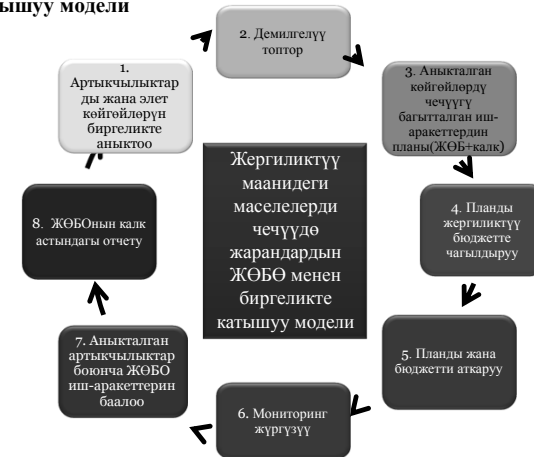 тышуу модели
2. Демилгелүү
топтор
1.
Артыкчылыктар
ды жана элет
көйгөйлөрүн
биргеликте
аныктоо
3. Аныкталган
көйгөйлөрдү
чечүүгү
багытталган иш-
аракеттердин
планы(ЖӨБ+калк)
Жергиликтүү
маанидеги
маселелерди
чечүүдө
жарандардын
ЖӨБӨ менен
биргеликте
катышуу модели
4. Планды
жергиликтүү
бюджетте
чагылдыруу
5. Планды жана
бюджетти аткаруу
6. Мониторинг
жүргүзүү
7. Аныкталган
артыкчылыктар
боюнча ЖӨБО
иш-аракеттерин
баалоо
8. ЖӨБОнын калк
астындагы отчету